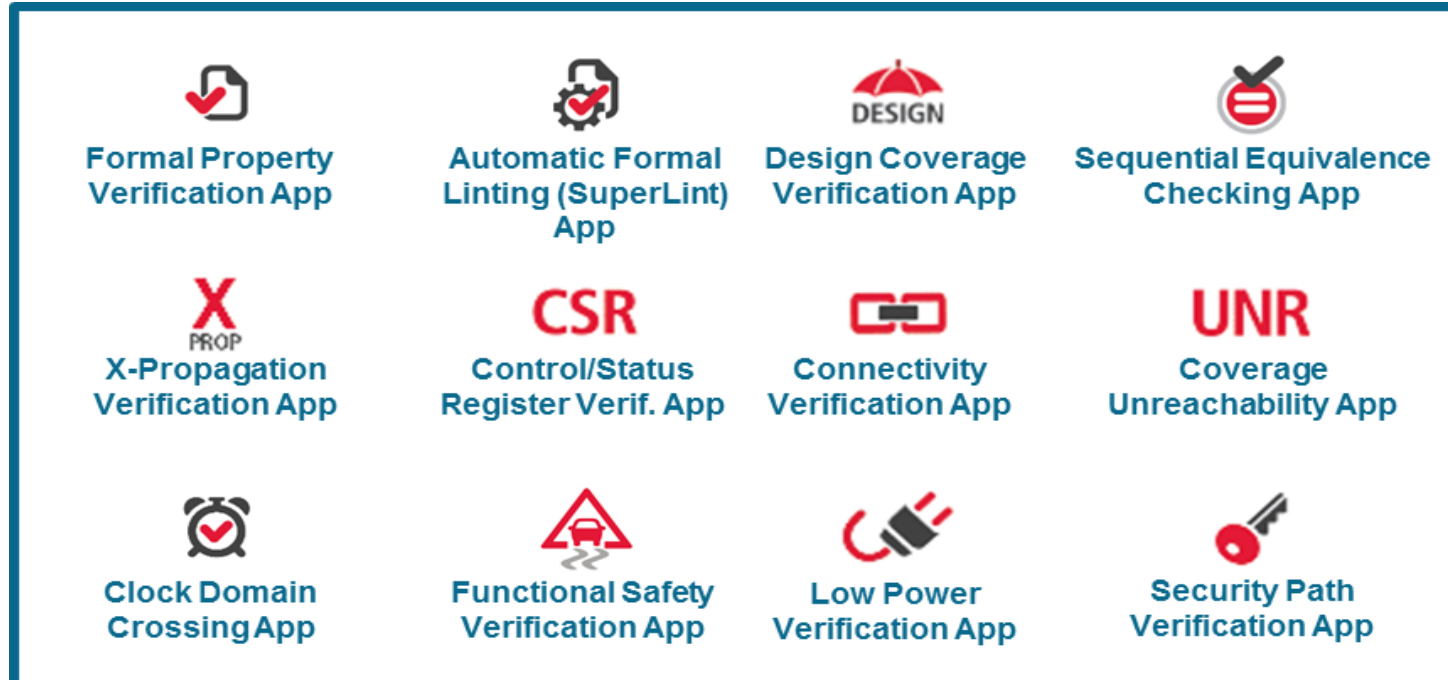 Formal Property
Verification App
Automatic Formal
Linting (SuperLint)
App
DESIGN
Design Coverage
Verification App
Sequential Equivalence
Checking App
X
PROP
X-Propagation
Verification App
CSR
Control/Status
Register Verif. App
Connectivity
Verification App
UNR
Coverage
Unreachability App
Clock Domain
Crossing App
Functional Safety
Verification App
Low Power
Verification App
Security Path
Verification App